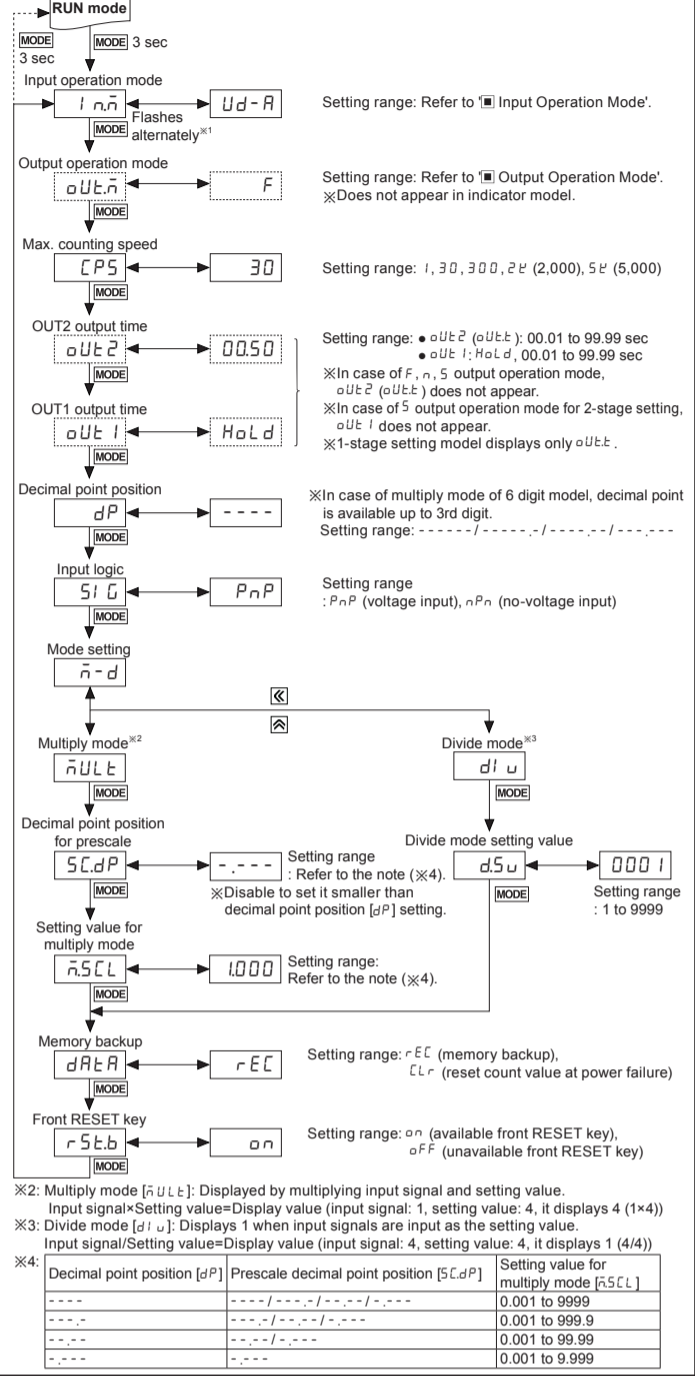 RUN mode
MODE
3 sec
MODE 3 sec
Input operation mode
In.m̄
Ud-A
Setting range: Refer to '▣ Input Operation Mode'.
MODE
Flashes
alternately※1
Output operation mode
oUt.m̄
F
Setting range: Refer to '▣ Output Operation Mode'.
※Does not appear in indicator model.
MODE
Max. counting speed
CPS
30
Setting range: 1, 30, 300, 2k (2,000), 5k (5,000)
MODE
OUT2 output time
oUt2
00.50
Setting range: ● oUt2 (oUt.t): 00.01 to 99.99 sec
● oUt1: HoLd, 00.01 to 99.99 sec
※In case of F, n, S output operation mode,
oUt2 (oUt.t) does not appear.
※In case of S output operation mode for 2-stage setting,
oUt1 does not appear.
※1-stage setting model displays only oUt.t.
OUT1 output time
oUt1
HoLd
MODE
Decimal point position
dP
----
※In case of multiply mode of 6 digit model, decimal point
is available up to 3rd digit.
Setting range: ------/-----.-/----.--/---.---
MODE
Input logic
SIG
PnP
Setting range
: PnP (voltage input), nPn (no-voltage input)
MODE
Mode setting
m̄-d
Multiply mode※2
m̄ULt
MODE
Divide mode※3
dIv
MODE
Decimal point position
for prescale
SC.dP
-.---
Setting range
: Refer to the note (※4).
※Disable to set it smaller than
decimal point position [dP] setting.
MODE
Divide mode setting value
d.Sv
0001
MODE
Setting range
: 1 to 9999
Setting value for
multiply mode
m̄.SCL
1.000
Setting range:
Refer to the note (※4).
MODE
Memory backup
dAtA
rEC
Setting range: rEC (memory backup),
CLr (reset count value at power failure)
MODE
Front RESET key
rSt.b
on
Setting range: on (available front RESET key),
oFF (unavailable front RESET key)
MODE
※2: Multiply mode [m̄ULt]: Displayed by multiplying input signal and setting value.
Input signal×Setting value=Display value (input signal: 1, setting value: 4, it displays 4 (1×4))
※3: Divide mode [dIv]: Displays 1 when input signals are input as the setting value.
Input signal/Setting value=Display value (input signal: 4, setting value: 4, it displays 1 (4/4))
※4:
Decimal point position [dP] Prescale decimal point position [SC.dP] Setting value for multiply mode [m̄.SCL]
---- ----/---.-/--.--/-.--- 0.001 to 9999
---.- ---.-/--.--/-.--- 0.001 to 999.9
--.-- --.--/-.--- 0.001 to 99.99
-.--- -.--- 0.001 to 9.999